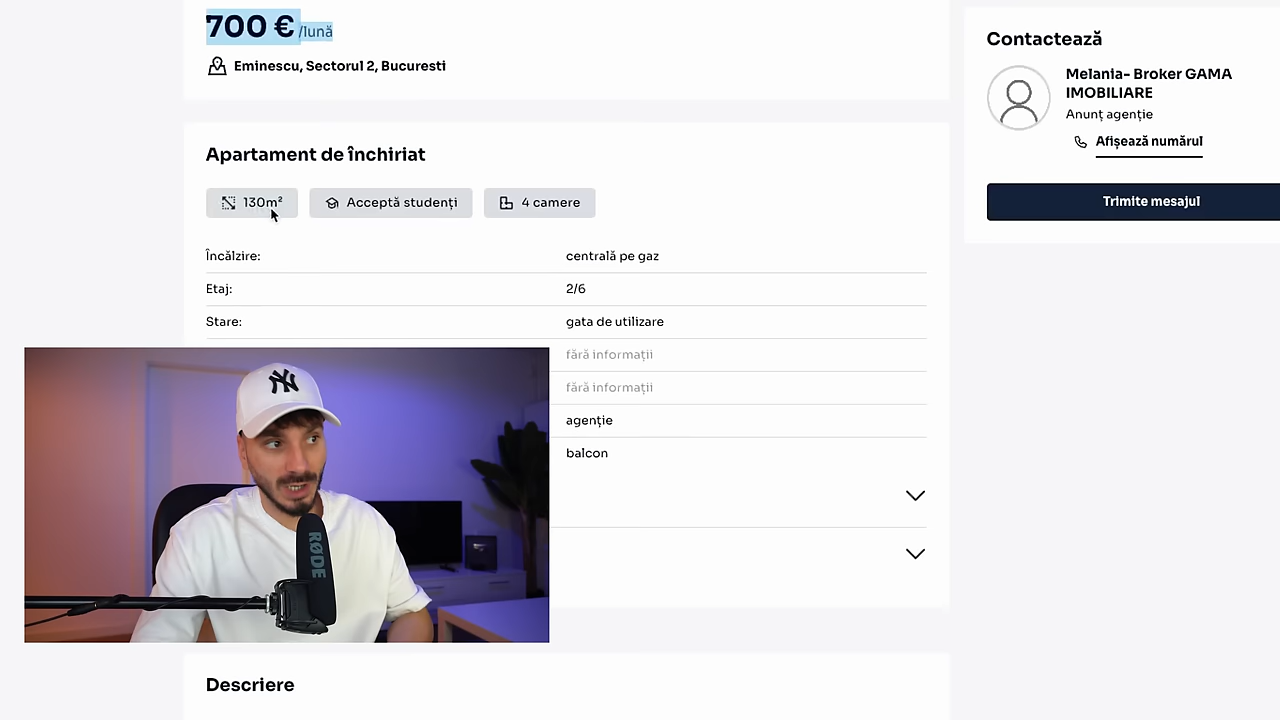 700 € /lună
Eminescu, Sectorul 2, Bucuresti
Apartament de închiriat
130m² Acceptă studenți 4 camere
Încălzire: centrală pe gaz
Etaj: 2/6
Stare: gata de utilizare
fără informații
fără informații
agenție
balcon
Descriere
Contactează
Melania- Broker GAMA
IMOBILIARE
Anunț agenție
Afișează numărul
Trimite mesajul
NY
RØDE